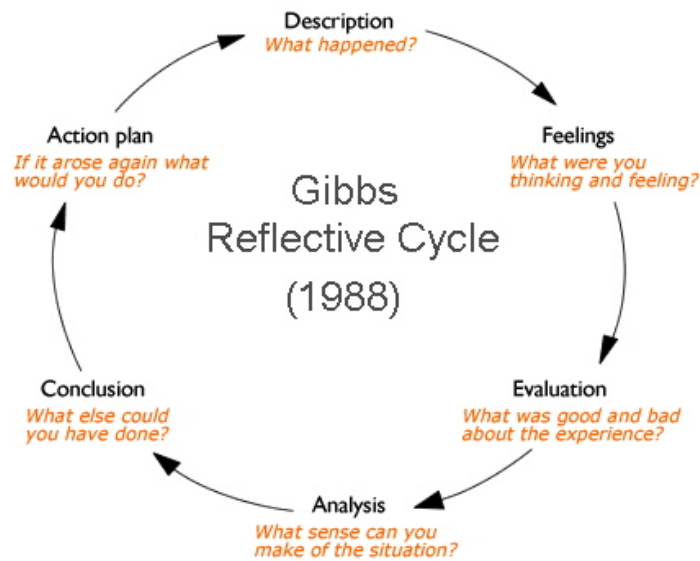 Description
What happened?
Feelings
What were you
thinking and feeling?
Evaluation
What was good and bad
about the experience?
Analysis
What sense can you
make of the situation?
Conclusion
What else could
you have done?
Action plan
If it arose again what
would you do?
Gibbs
Reflective Cycle
(1988)